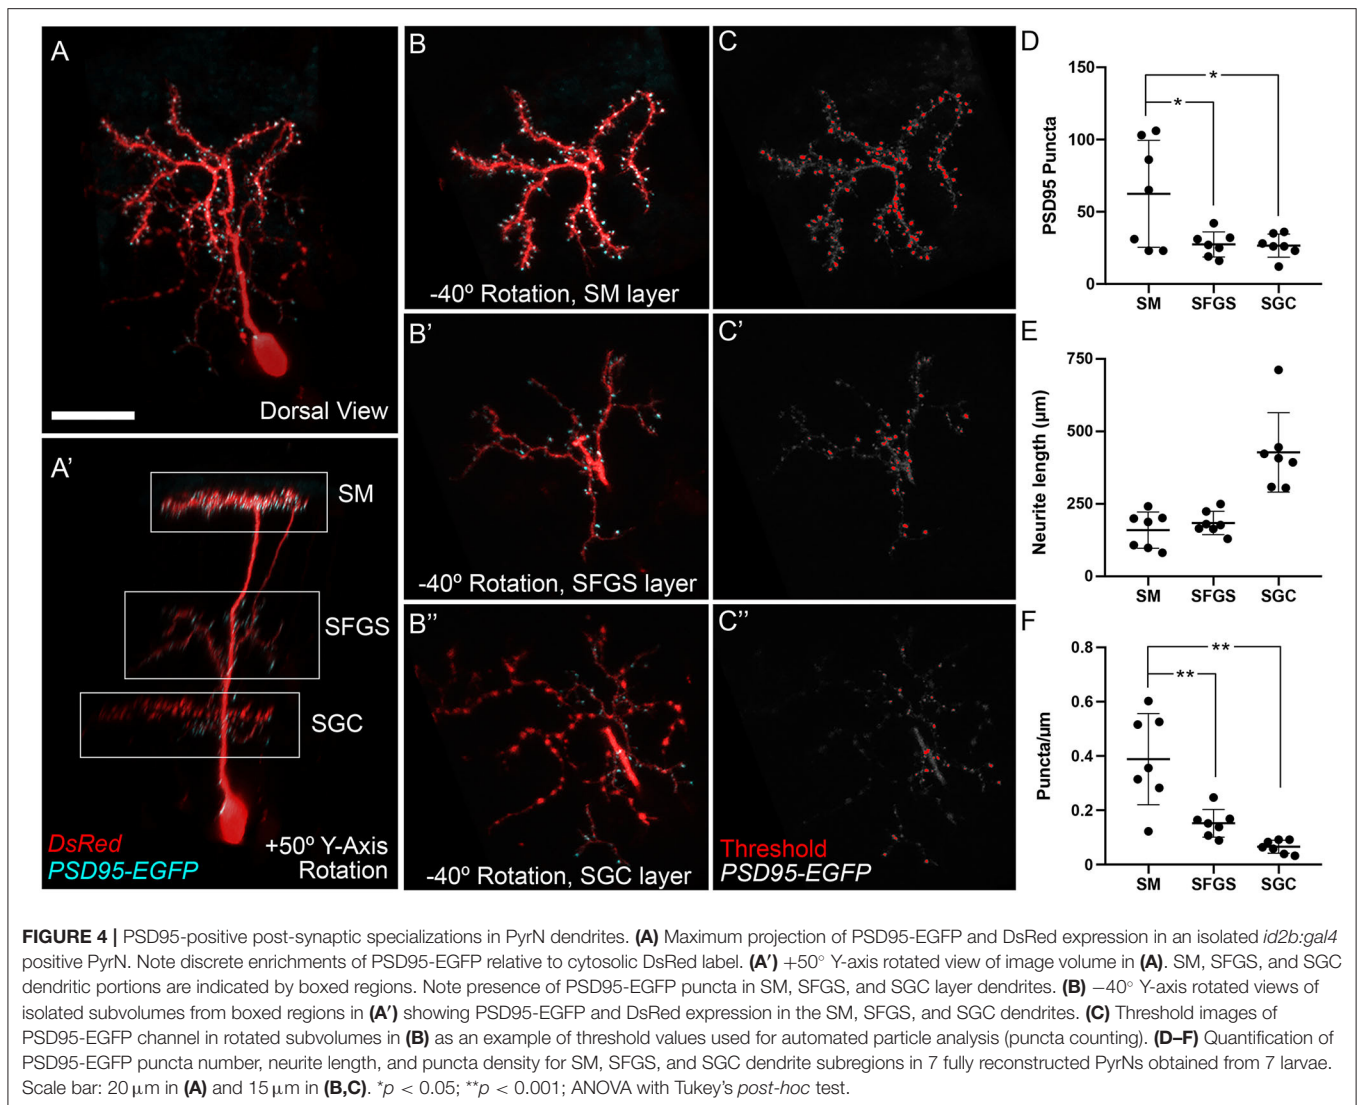 A
Dorsal View
A'
SM
SFGS
SGC
DsRed
PSD95-EGFP
+50º Y-Axis
Rotation
B
-40º Rotation, SM layer
B'
-40º Rotation, SFGS layer
B''
-40º Rotation, SGC layer
C
C'
C''
Threshold
PSD95-EGFP
D
PSD95 Puncta
150
100
50
0
*
*
SM SFGS SGC
E
Neurite length (µm)
750
500
250
0
SM SFGS SGC
F
Puncta/µm
0.8
0.6
0.4
0.2
0
**
**
SM SFGS SGC
FIGURE 4 | PSD95-positive post-synaptic specializations in PyrN dendrites. (A) Maximum projection of PSD95-EGFP and DsRed expression in an isolated id2b:gal4
positive PyrN. Note discrete enrichments of PSD95-EGFP relative to cytosolic DsRed label. (A′) +50° Y-axis rotated view of image volume in (A). SM, SFGS, and SGC
dendritic portions are indicated by boxed regions. Note presence of PSD95-EGFP puncta in SM, SFGS, and SGC layer dendrites. (B) −40° Y-axis rotated views of
isolated subvolumes from boxed regions in (A′) showing PSD95-EGFP and DsRed expression in the SM, SFGS, and SGC dendrites. (C) Threshold images of
PSD95-EGFP channel in rotated subvolumes in (B) as an example of threshold values used for automated particle analysis (puncta counting). (D–F) Quantification of
PSD95-EGFP puncta number, neurite length, and puncta density for SM, SFGS, and SGC dendrite subregions in 7 fully reconstructed PyrNs obtained from 7 larvae.
Scale bar: 20 µm in (A) and 15 µm in (B,C). *p < 0.05; **p < 0.001; ANOVA with Tukey's post-hoc test.